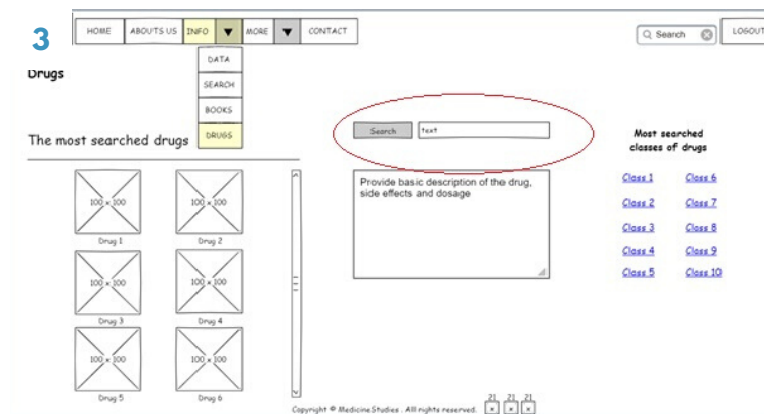 3
HOME ABOUTS US INFO MORE CONTACT
Search
LOGOUT
DATA
SEARCH
BOOKS
DRUGS
Drugs
The most searched drugs
100 x 100 100 x 100
Drug 1 Drug 2
100 x 100 100 x 100
Drug 3 Drug 4
100 x 100 100 x 100
Drug 5 Drug 6
Search text
Provide basic description of the drug,
side effects and dosage
Most searched
classes of drugs
Class 1 Class 6
Class 2 Class 7
Class 3 Class 8
Class 4 Class 9
Class 5 Class 10
Copyright © Medicine Studies . All rights reserved.
21 21 21
x x x